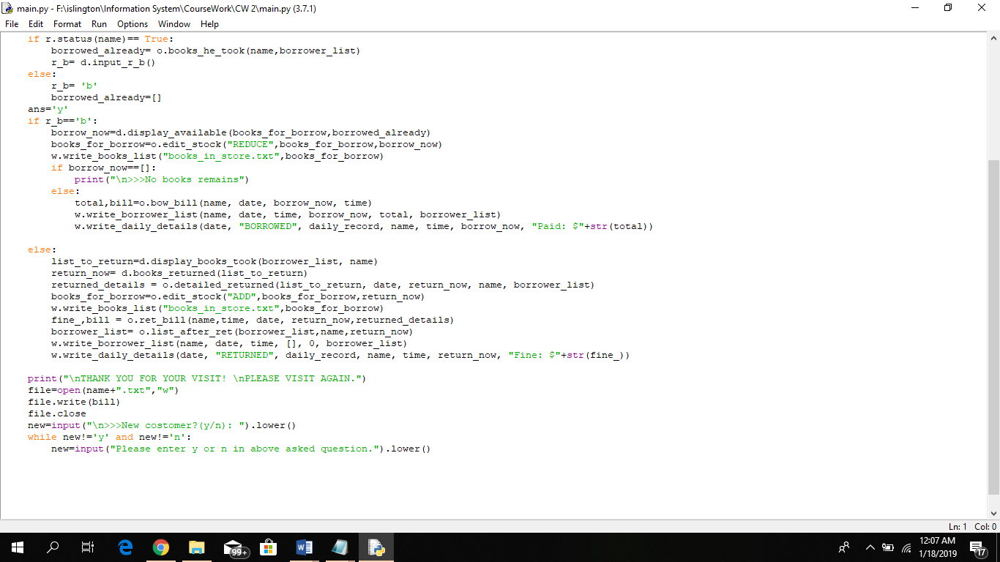 main.py - F:\islington\Information System\CourseWork\CW 2\main.py (3.7.1)
File Edit Format Run Options Window Help
    if r.status(name)== True:
        borrowed_already= o.books_he_took(name,borrower_list)
        r_b= d.input_r_b()
    else:
        r_b= 'b'
        borrowed_already=[]
    ans='y'
    if r_b=='b':
        borrow_now=d.display_available(books_for_borrow,borrowed_already)
        books_for_borrow=o.edit_stock("REDUCE",books_for_borrow,borrow_now)
        w.write_books_list("books_in_store.txt",books_for_borrow)
        if borrow_now==[]:
            print("\n>>>No books remains")
        else:
            total,bill=o.bow_bill(name, date, borrow_now, time)
            w.write_borrower_list(name, date, time, borrow_now, total, borrower_list)
            w.write_daily_details(date, "BORROWED", daily_record, name, time, borrow_now, "Paid: $"+str(total))
    else:
        list_to_return=d.display_books_took(borrower_list, name)
        return_now= d.books_returned(list_to_return)
        returned_details = o.detailed_returned(list_to_return, date, return_now, name, borrower_list)
        books_for_borrow=o.edit_stock("ADD",books_for_borrow,return_now)
        w.write_books_list("books_in_store.txt",books_for_borrow)
        fine_,bill = o.ret_bill(name,time, date, return_now,returned_details)
        borrower_list= o.list_after_ret(borrower_list,name,return_now)
        w.write_borrower_list(name, date, time, [], 0, borrower_list)
        w.write_daily_details(date, "RETURNED", daily_record, name, time, return_now, "Fine: $"+str(fine_))
    print("\nTHANK YOU FOR YOUR VISIT! \nPLEASE VISIT AGAIN.")
    file=open(name+".txt","w")
    file.write(bill)
    file.close
    new=input("\n>>>New costomer?(y/n): ").lower()
    while new!='y' and new!='n':
        new=input("Please enter y or n in above asked question.").lower()
Ln: 1 Col: 0
99+
12:07 AM
1/18/2019
17